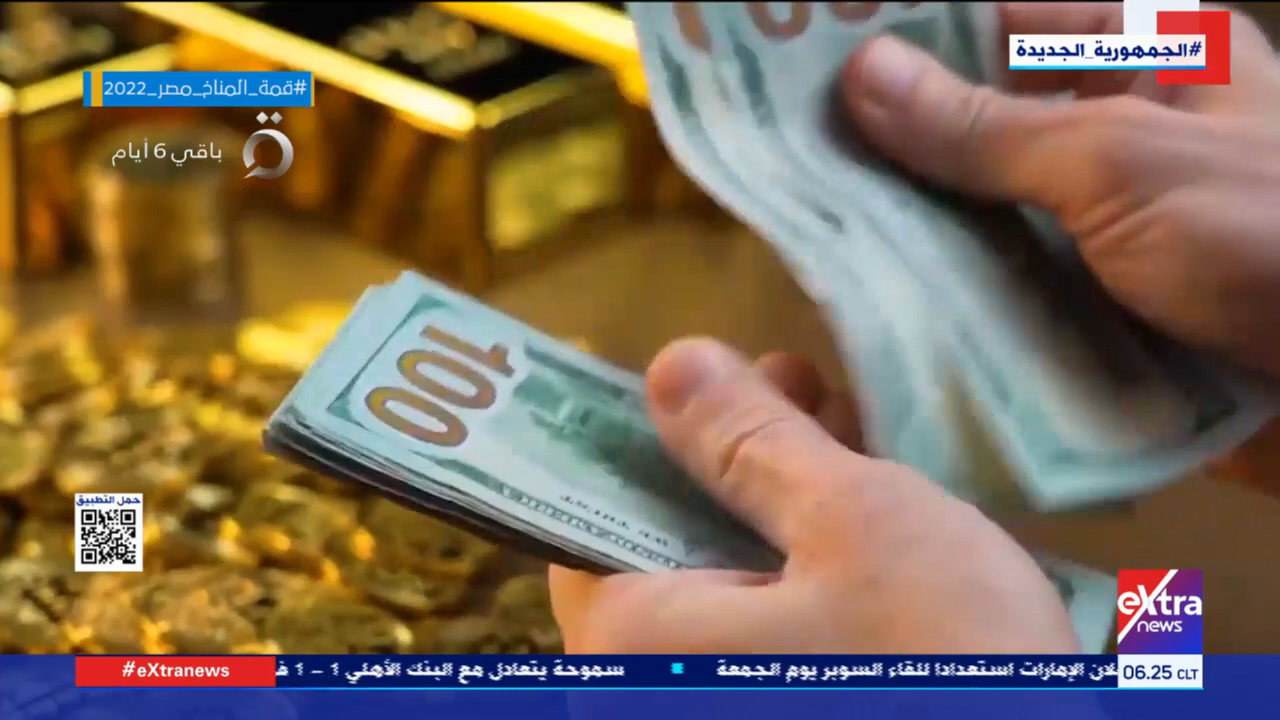 #الجمهورية_الجديدة
#قمة_المناخ_مصر_2022
باقي 6 أيام
100
حمل التطبيق
eXtra
news
06.25 CLT
الإمارات استعدادا للقاء السوبر يوم الجمعة
سموحة يتعادل مع البنك الأهلي 1 - 1
#eXtranews